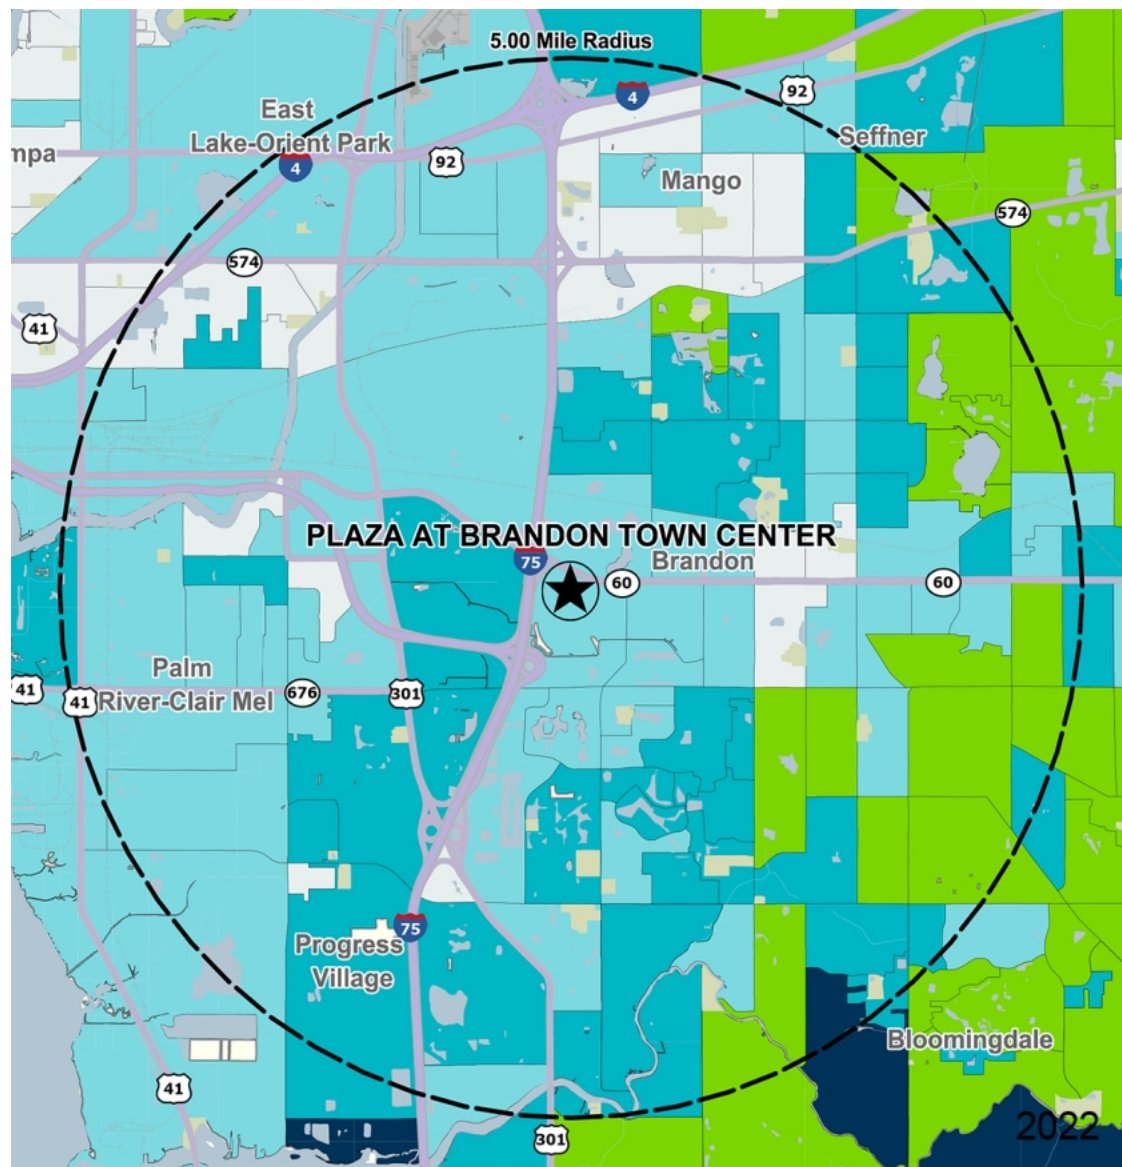 5.00 Mile Radius
4
92
East
Lake-Orient Park
Seffner
mpa
92
4
Mango
574
574
41
PLAZA AT BRANDON TOWN CENTER
75
Brandon
60
60
Palm
River-Clair Mel
41
41
676
301
75
Progress
Village
Bloomingdale
41
2022
301